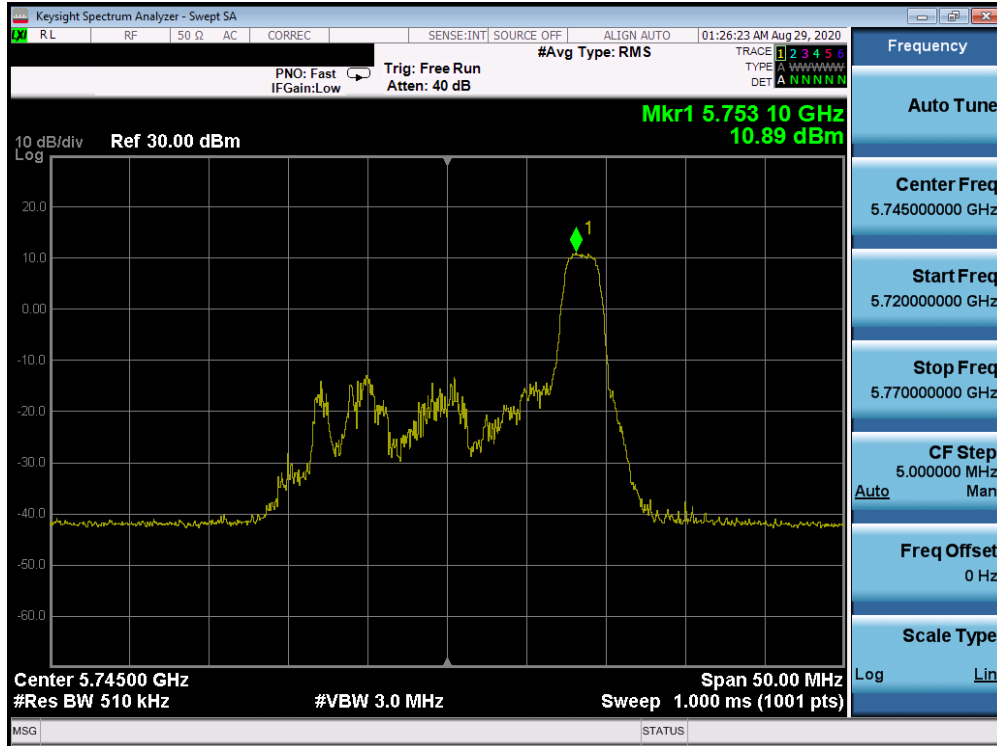 Keysight Spectrum Analyzer - Swept SA
LXI RL RF 50 Ω AC CORREC SENSE:INT SOURCE OFF ALIGN AUTO 01:26:23 AM Aug 29, 2020
PNO: Fast
IFGain:Low
Trig: Free Run
Atten: 40 dB
#Avg Type: RMS
TRACE 1 2 3 4 5 6
TYPE A WWWWW
DET A N N N N N
Mkr1 5.753 10 GHz
10.89 dBm
10 dB/div Ref 30.00 dBm
Log
1
20.0
10.0
0.00
-10.0
-20.0
-30.0
-40.0
-50.0
-60.0
Center 5.74500 GHz Span 50.00 MHz
#Res BW 510 kHz #VBW 3.0 MHz Sweep 1.000 ms (1001 pts)
MSG STATUS
Frequency
Auto Tune
Center Freq
5.745000000 GHz
Start Freq
5.720000000 GHz
Stop Freq
5.770000000 GHz
CF Step
5.000000 MHz
Auto Man
Freq Offset
0 Hz
Scale Type
Log Lin